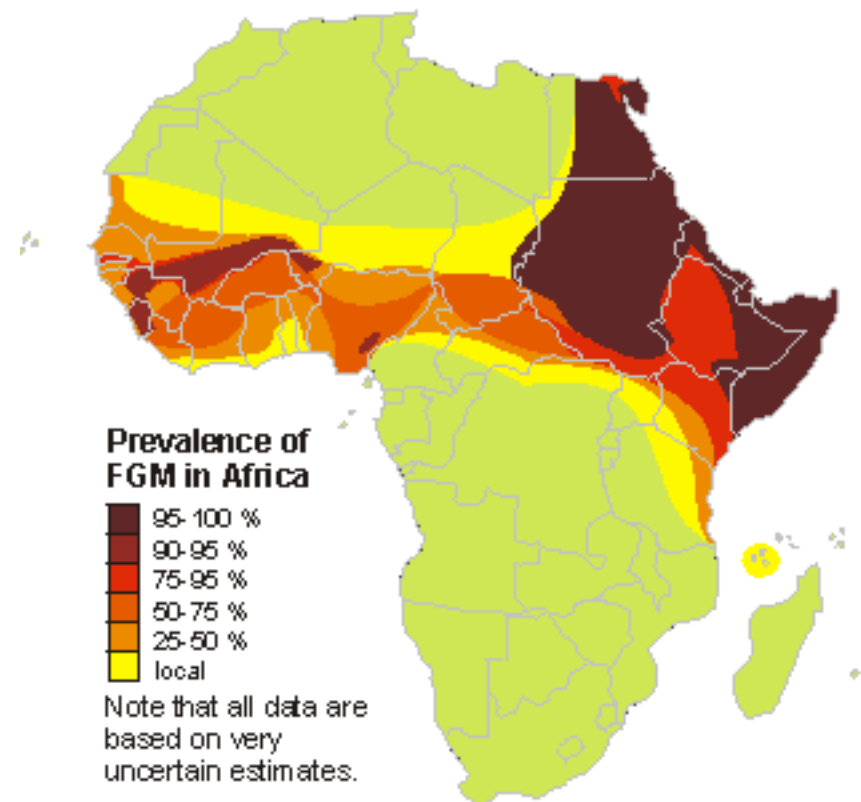 Prevalence of
FGM in Africa
95-100 %
90-95 %
75-95 %
50-75 %
25-50 %
local
Note that all data are
based on very
uncertain estimates.